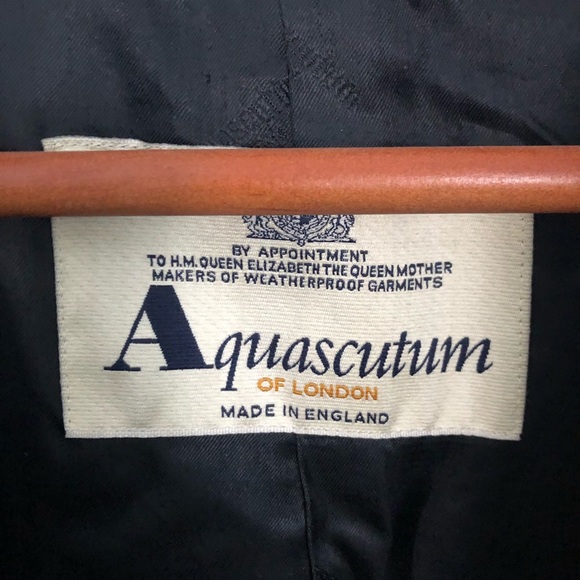 BY APPOINTMENT
TO H.M. QUEEN ELIZABETH THE QUEEN MOTHER
MAKERS OF WEATHERPROOF GARMENTS
Aquascutum
OF LONDON
MADE IN ENGLAND